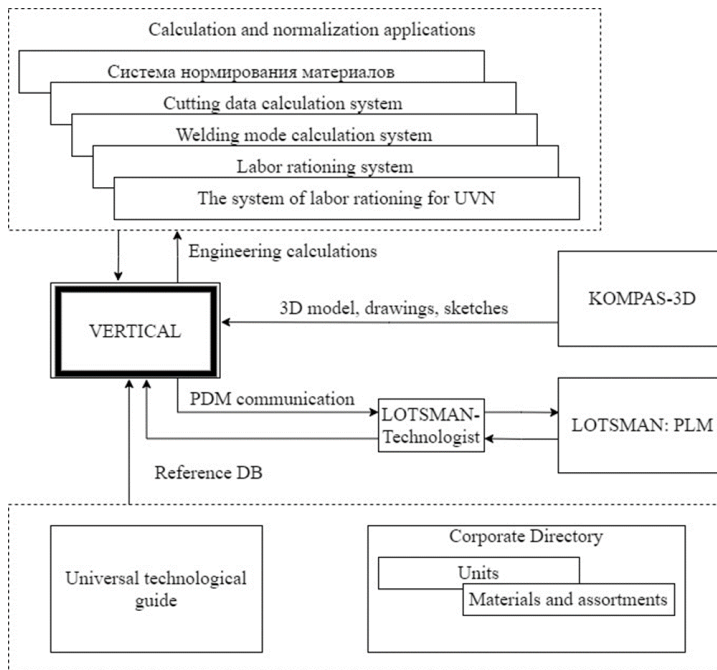 Calculation and normalization applications
Система нормирования материалов
Cutting data calculation system
Welding mode calculation system
Labor rationing system
The system of labor rationing for UVN
Engineering calculations
KOMPAS-3D
3D model, drawings, sketches
VERTICAL
PDM communication
LOTSMAN-
Technologist
LOTSMAN: PLM
Reference DB
Universal technological
guide
Corporate Directory
Units
Materials and assortments